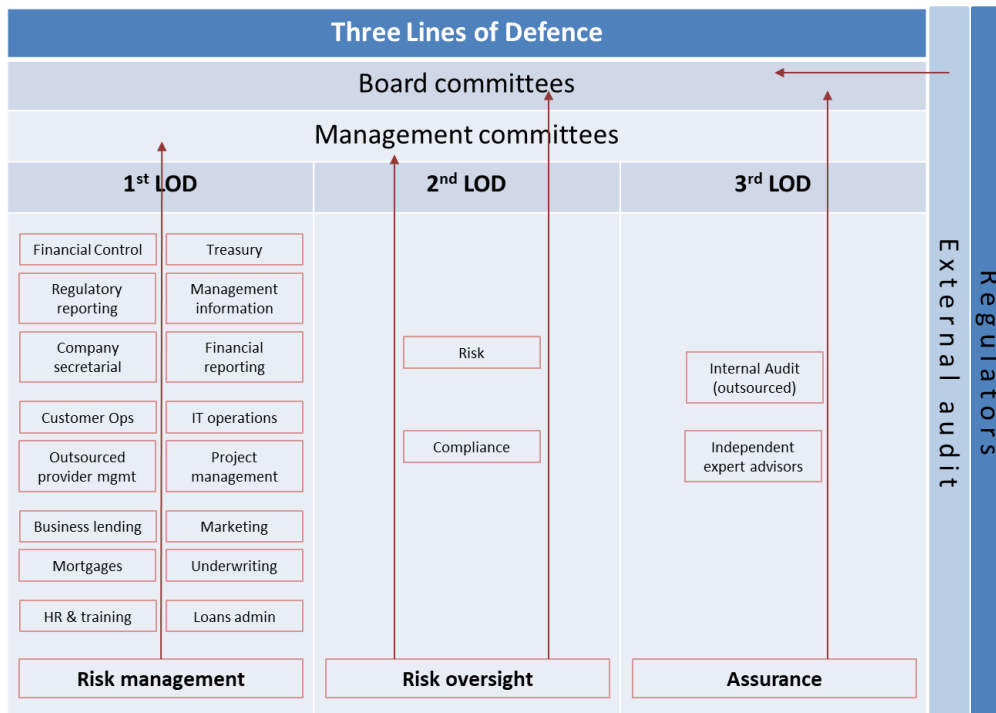 Three Lines of Defence
Board committees
Management committees
1st LOD
2nd LOD
3rd LOD
Financial Control
Treasury
Regulatory
reporting
Management
information
Company
secretarial
Financial
reporting
Customer Ops
IT operations
Outsourced
provider mgmt
Project
management
Business lending
Marketing
Mortgages
Underwriting
HR & training
Loans admin
Risk management
Risk
Compliance
Risk oversight
Internal Audit
(outsourced)
Independent
expert advisors
Assurance
External audit
Regulators